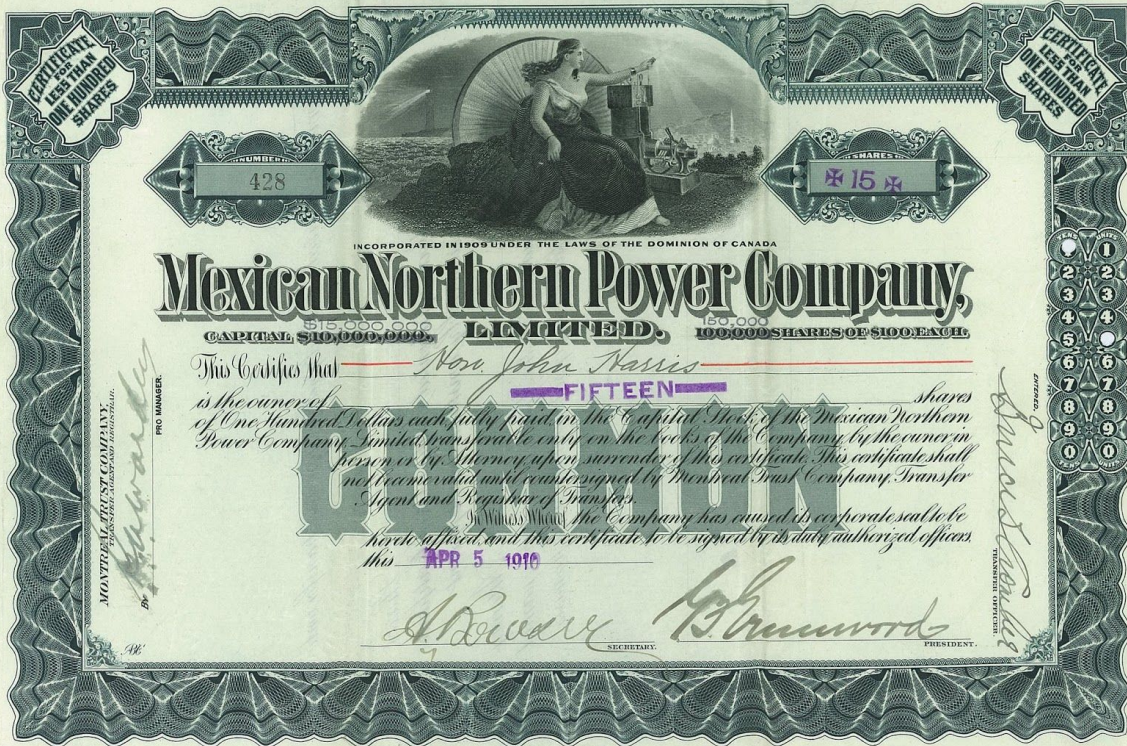 CERTIFICATE
FOR
LESS THAN
ONE HUNDRED
SHARES
CERTIFICATE
FOR
LESS THAN
ONE HUNDRED
SHARES
NUMBER
428
SHARES
15
INCORPORATED IN 1909 UNDER THE LAWS OF THE DOMINION OF CANADA
Mexican Northern Power Company,
LIMITED.
$15,000,000
CAPITAL $10,000,000.
150,000
100,000 SHARES OF $100. EACH.
This Certifies that Hon. John Harris
FIFTEEN
is the owner of shares
of One Hundred Dollars each, fully paid, in the Capital Stock of the Mexican Northern
Power Company, Limited, transferable only on the books of the Company, by the owner in
person or by Attorney, upon surrender of this certificate. This certificate shall
not become valid until countersigned by Montreal Trust Company, Transfer
Agent and Registrar of Transfers.
In Witness Whereof, the Company has caused its corporate seal to be
hereto affixed, and this certificate to be signed by its duly authorized officers,
this APR 5 1910
COMMON
SECRETARY.
PRESIDENT.
MONTREAL TRUST COMPANY,
TRANSFER AGENT AND REGISTRAR.
By
PRO MANAGER.
ENTERED,
TRANSFER OFFICER.
TENS UNITS
1
2 2
3 3
4 4
5
6 6
7 7
8 8
9 9
0 0
TENS UNITS